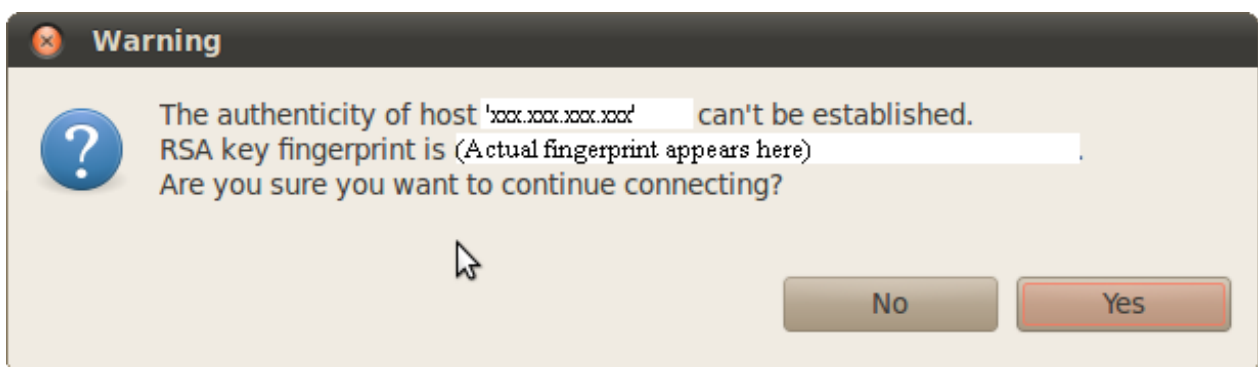 Warning
The authenticity of host 'xxx.xxx.xxx.xxx' can't be established.
RSA key fingerprint is (Actual fingerprint appears here).
Are you sure you want to continue connecting?
No Yes